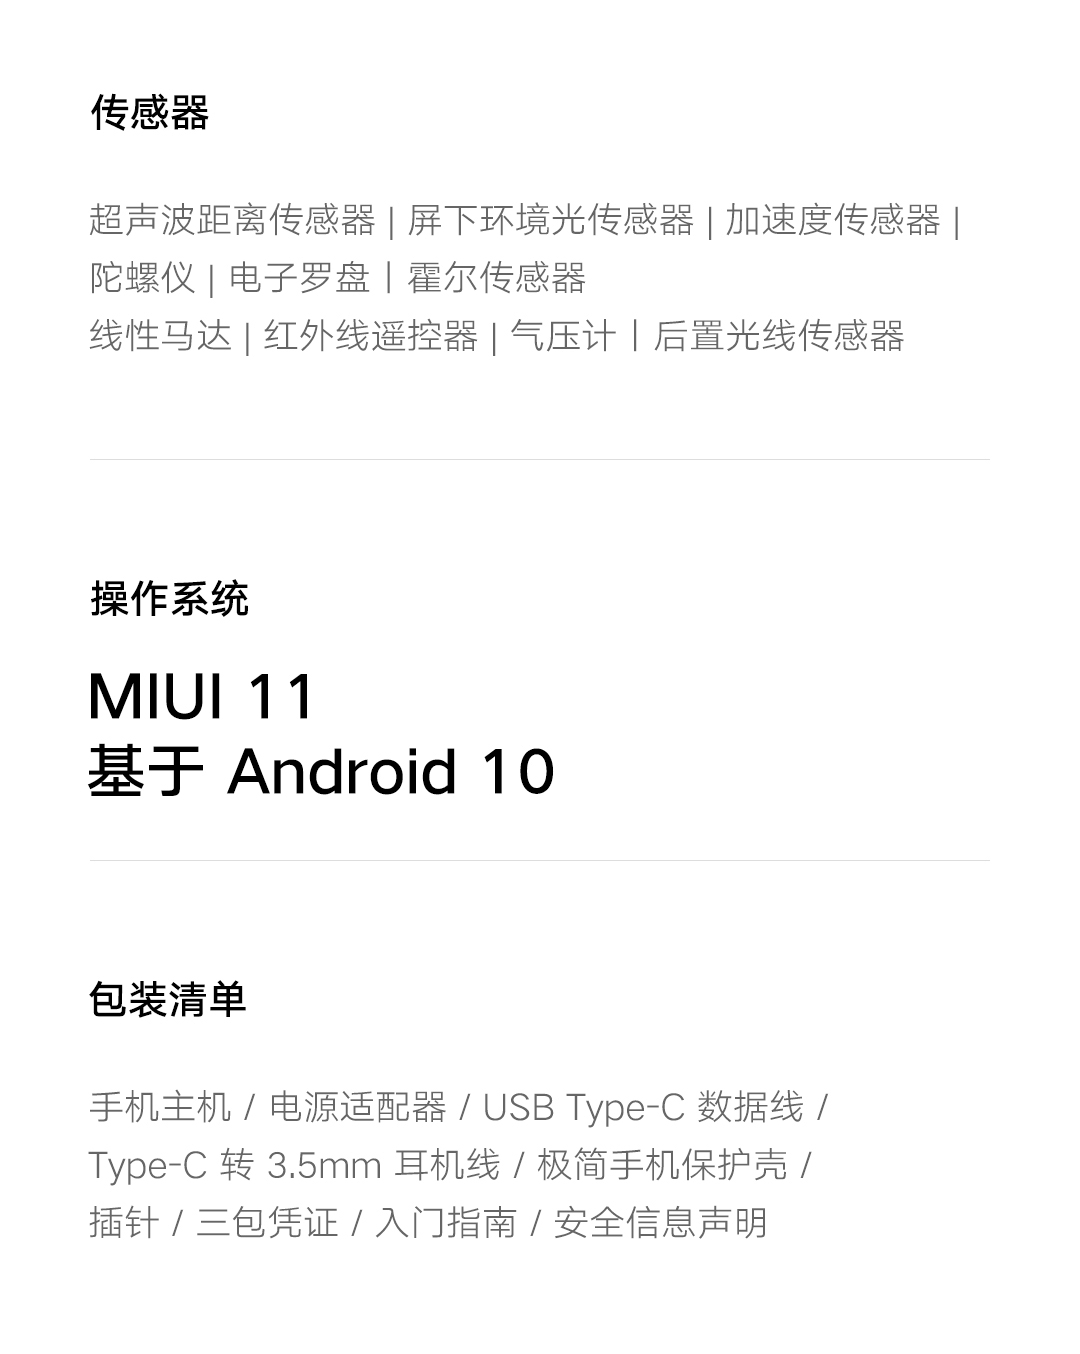 传感器
超声波距离传感器 | 屏下环境光传感器 | 加速度传感器 |
陀螺仪 | 电子罗盘丨霍尔传感器
线性马达 | 红外线遥控器 | 气压计丨后置光线传感器
操作系统
MIUI 11
基于 Android 10
包装清单
手机主机 / 电源适配器 / USB Type-C 数据线 /
Type-C 转 3.5mm 耳机线 / 极简手机保护壳 /
插针 / 三包凭证 / 入门指南 / 安全信息声明